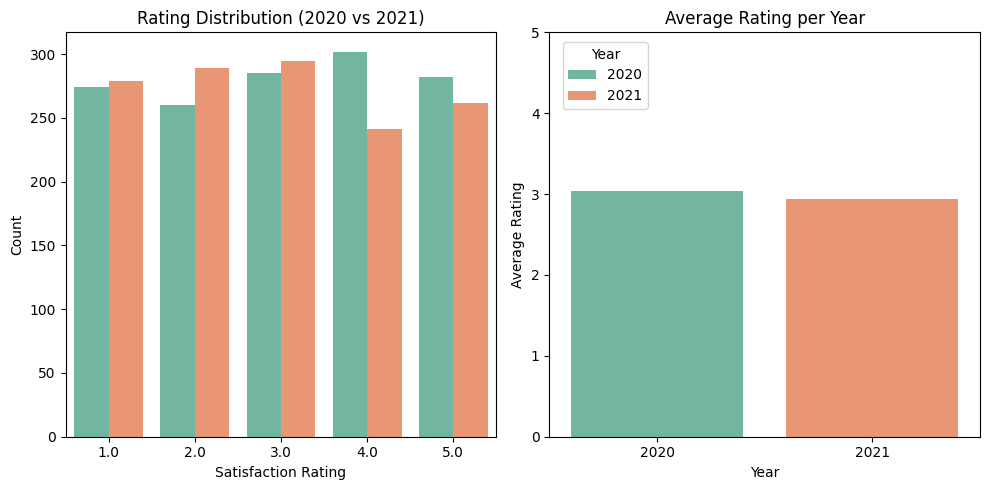 Rating Distribution (2020 vs 2021)
300
250
200
150
100
50
0
Count
1.0 2.0 3.0 4.0 5.0
Satisfaction Rating
Average Rating per Year
5
4
3
2
1
0
Average Rating
Year
2020
2021
2020 2021
Year